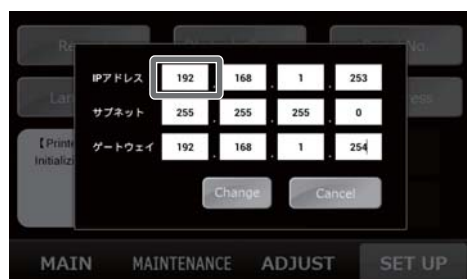 IPアドレス 192 . 168 . 1 . 253
サブネット 255 . 255 . 255 . 0
ゲートウェイ 192 . 168 . 1 . 254
Change Cancel
MAIN MAINTENANCE ADJUST SET UP